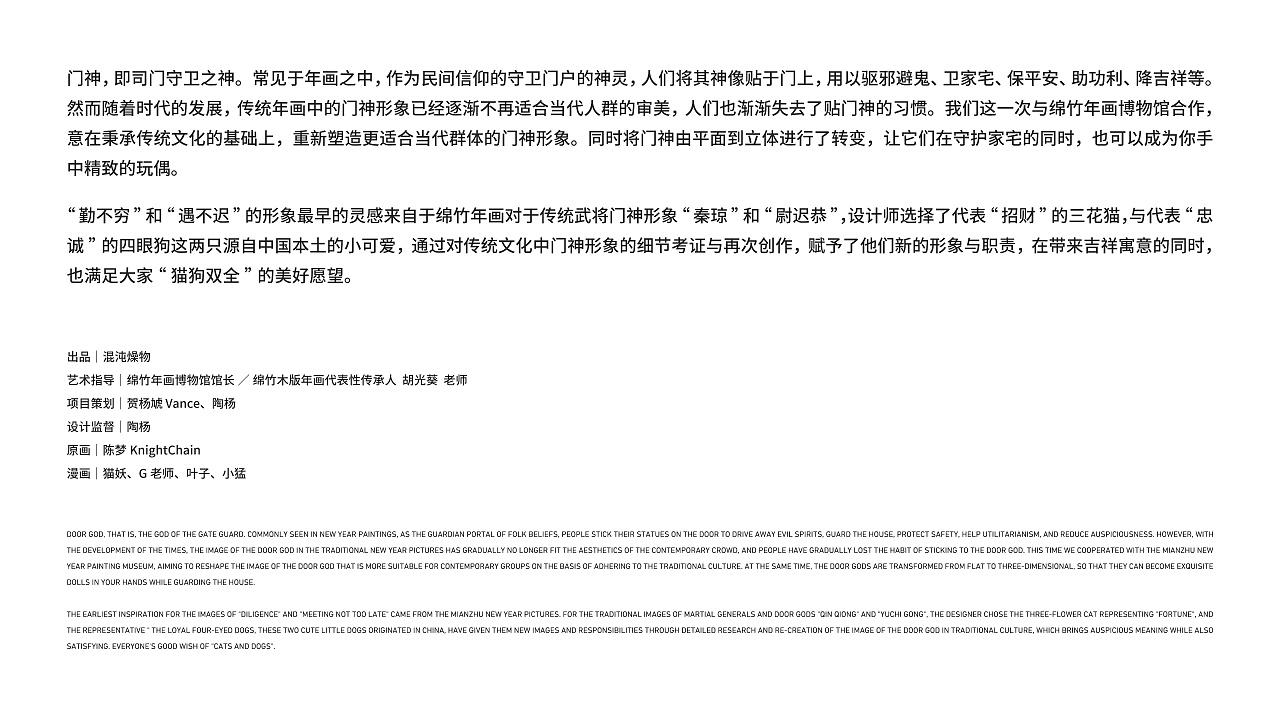 门神，即司门守卫之神。常见于年画之中，作为民间信仰的守卫门户的神灵，人们将其神像贴于门上，用以驱邪避鬼、卫家宅、保平安、助功利、降吉祥等。
然而随着时代的发展，传统年画中的门神形象已经逐渐不再适合当代人群的审美，人们也渐渐失去了贴门神的习惯。我们这一次与绵竹年画博物馆合作，
意在秉承传统文化的基础上，重新塑造更适合当代群体的门神形象。同时将门神由平面到立体进行了转变，让它们在守护家宅的同时，也可以成为你手
中精致的玩偶。
“勤不穷”和“遇不迟”的形象最早的灵感来自于绵竹年画对于传统武将门神形象“秦琼”和“尉迟恭”,设计师选择了代表“招财”的三花猫,与代表“忠
诚”的四眼狗这两只源自中国本土的小可爱，通过对传统文化中门神形象的细节考证与再次创作，赋予了他们新的形象与职责，在带来吉祥寓意的同时，
也满足大家“猫狗双全”的美好愿望。
出品｜混沌燥物
艺术指导｜绵竹年画博物馆馆长 ／ 绵竹木版年画代表性传承人 胡光葵 老师
项目策划｜贺杨虓 Vance、陶杨
设计监督｜陶杨
原画｜陈梦 KnightChain
漫画｜猫妖、G 老师、叶子、小猛
DOOR GOD, THAT IS, THE GOD OF THE GATE GUARD. COMMONLY SEEN IN NEW YEAR PAINTINGS, AS THE GUARDIAN PORTAL OF FOLK BELIEFS, PEOPLE STICK THEIR STATUES ON THE DOOR TO DRIVE AWAY EVIL SPIRITS, GUARD THE HOUSE, PROTECT SAFETY, HELP UTILITARIANISM, AND REDUCE AUSPICIOUSNESS. HOWEVER, WITH
THE DEVELOPMENT OF THE TIMES, THE IMAGE OF THE DOOR GOD IN THE TRADITIONAL NEW YEAR PICTURES HAS GRADUALLY NO LONGER FIT THE AESTHETICS OF THE CONTEMPORARY CROWD, AND PEOPLE HAVE GRADUALLY LOST THE HABIT OF STICKING TO THE DOOR GOD. THIS TIME WE COOPERATED WITH THE MIANZHU NEW
YEAR PAINTING MUSEUM, AIMING TO RESHAPE THE IMAGE OF THE DOOR GOD THAT IS MORE SUITABLE FOR CONTEMPORARY GROUPS ON THE BASIS OF ADHERING TO THE TRADITIONAL CULTURE. AT THE SAME TIME, THE DOOR GODS ARE TRANSFORMED FROM FLAT TO THREE-DIMENSIONAL, SO THAT THEY CAN BECOME EXQUISITE
DOLLS IN YOUR HANDS WHILE GUARDING THE HOUSE.
THE EARLIEST INSPIRATION FOR THE IMAGES OF "DILIGENCE" AND "MEETING NOT TOO LATE" CAME FROM THE MIANZHU NEW YEAR PICTURES. FOR THE TRADITIONAL IMAGES OF MARTIAL GENERALS AND DOOR GODS "QIN QIONG" AND "YUCHI GONG", THE DESIGNER CHOSE THE THREE-FLOWER CAT REPRESENTING "FORTUNE", AND
THE REPRESENTATIVE " THE LOYAL FOUR-EYED DOGS, THESE TWO CUTE LITTLE DOGS ORIGINATED IN CHINA, HAVE GIVEN THEM NEW IMAGES AND RESPONSIBILITIES THROUGH DETAILED RESEARCH AND RE-CREATION OF THE IMAGE OF THE DOOR GOD IN TRADITIONAL CULTURE, WHICH BRINGS AUSPICIOUS MEANING WHILE ALSO
SATISFYING. EVERYONE'S GOOD WISH OF "CATS AND DOGS".